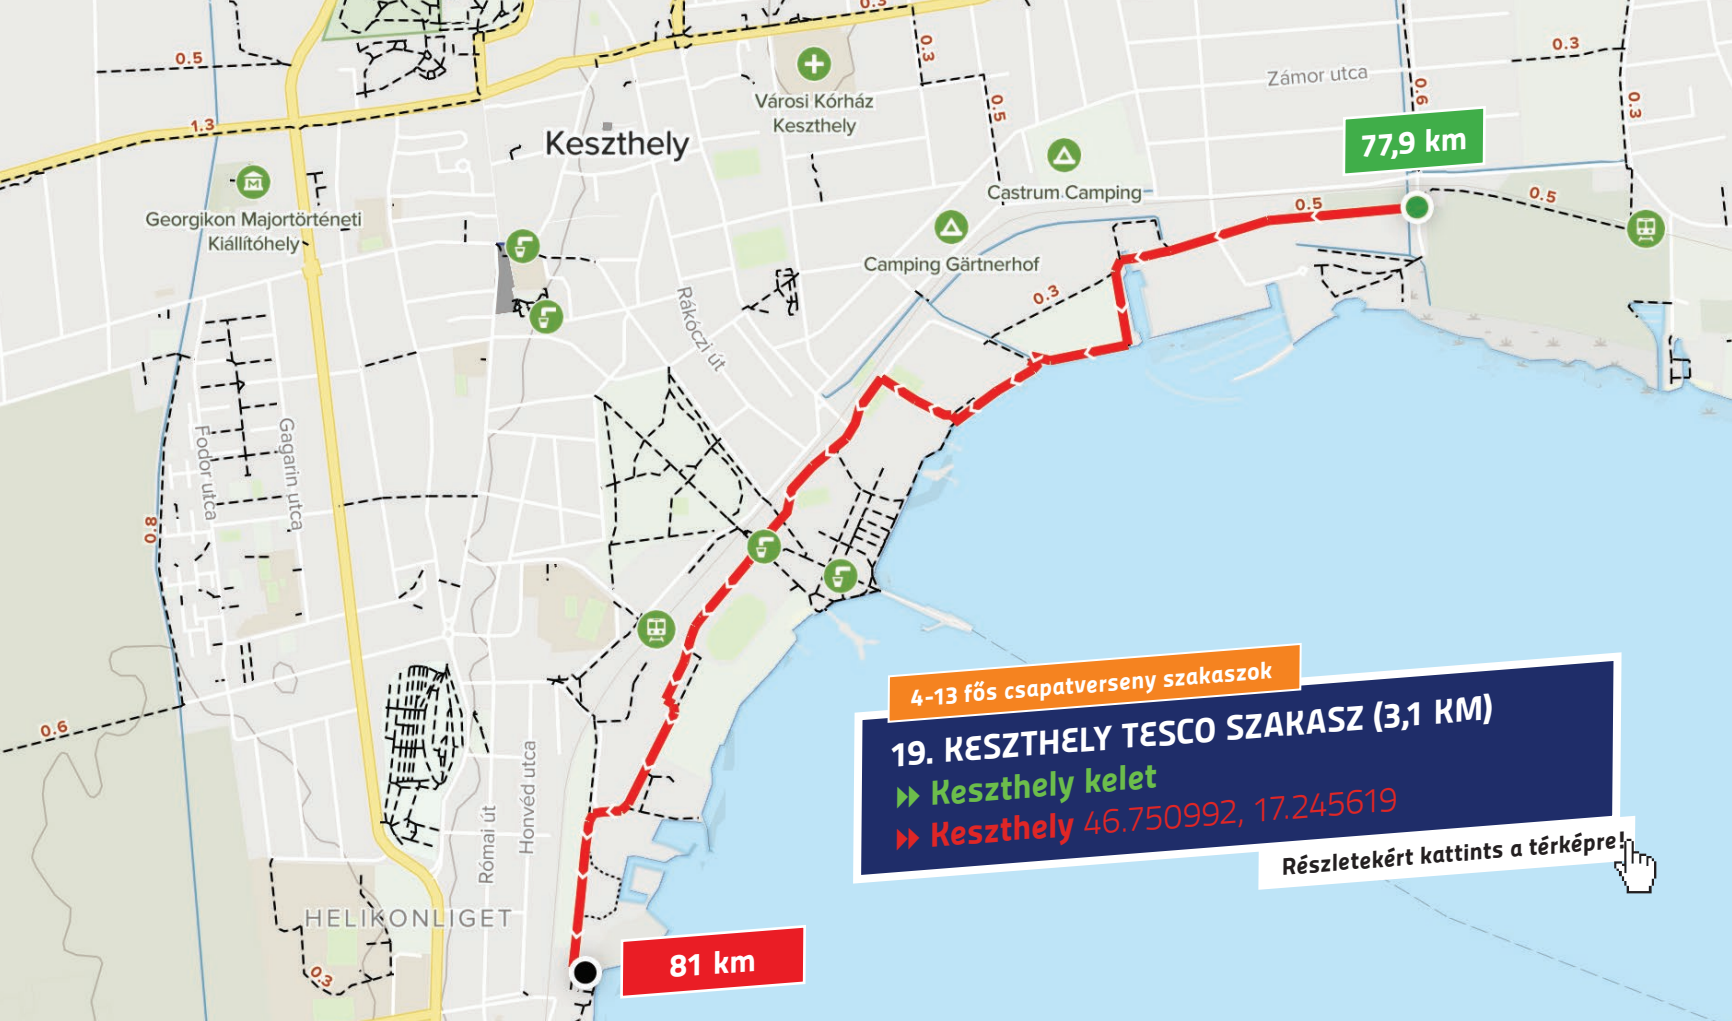 0.3
0.5
0.3
0.3
Zámor utca
0.6
0.3
0.5
1.3
Városi Kórház
Keszthely
Keszthely
77,9 km
Castrum Camping
0.5
0.5
Georgikon Majortörténeti
Kiállítóhely
Camping Gärtnerhof
0.3
Rákóczi út
Fodor utca
Gagarin utca
0.8
0.6
Római út
Honvéd utca
HELIKONLIGET
0.3
81 km
4-13 fős csapatverseny szakaszok
19. KESZTHELY TESCO SZAKASZ (3,1 KM)
Keszthely kelet
Keszthely 46.750992, 17.245619
Részletekért kattints a térképre!